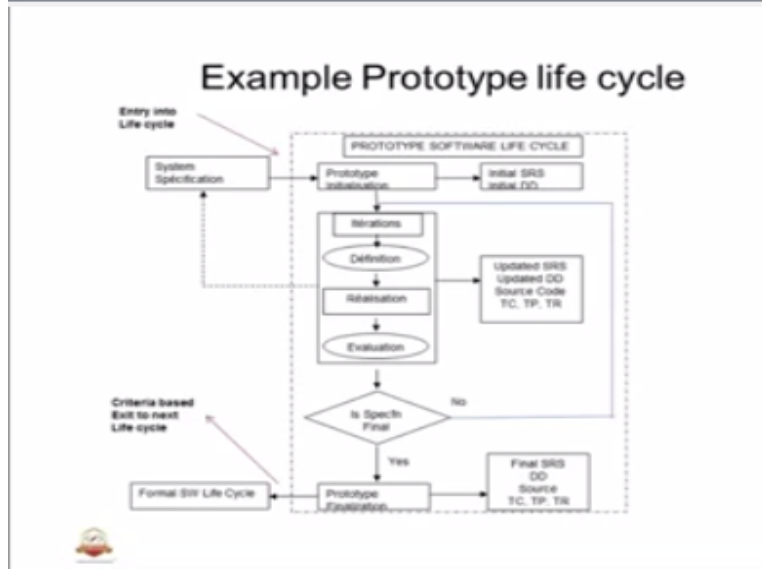 Example Prototype life cycle
Entry into
Life cycle
PROTOTYPE SOFTWARE LIFE CYCLE
System
Spécification
Prototype
Initialisation
Initial SRS
Initial DD
Itérations
Définition
Réalisation
Evaluation
Updated SRS
Updated DD
Source Code
TC, TP, TR
Is Specfn
Final
No
Yes
Criteria based
Exit to next
Life cycle
Formal SW Life Cycle
Prototype
Finalization
Final SRS
DD
Source
TC, TP, TR